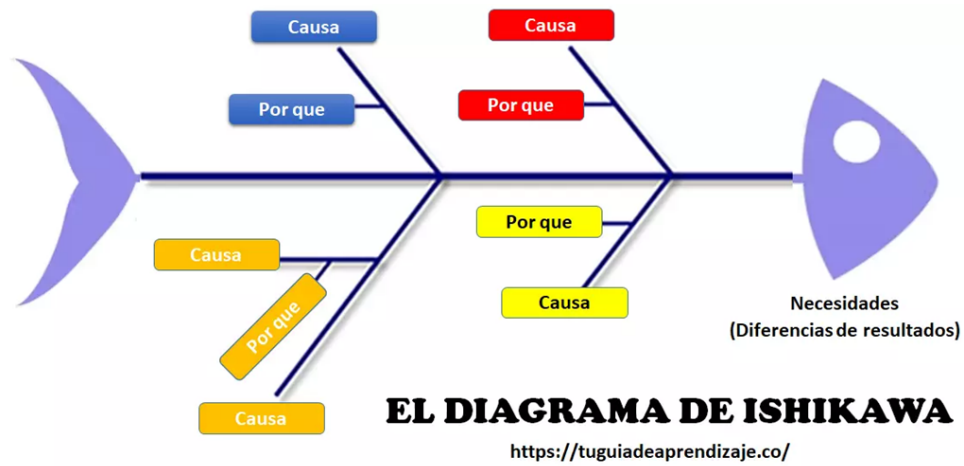 Causa
Causa
Por que
Por que
Por que
Causa
Causa
Por que
Necesidades
(Diferencias de resultados)
Causa
EL DIAGRAMA DE ISHIKAWA
https://tuguiadeaprendizaje.co/